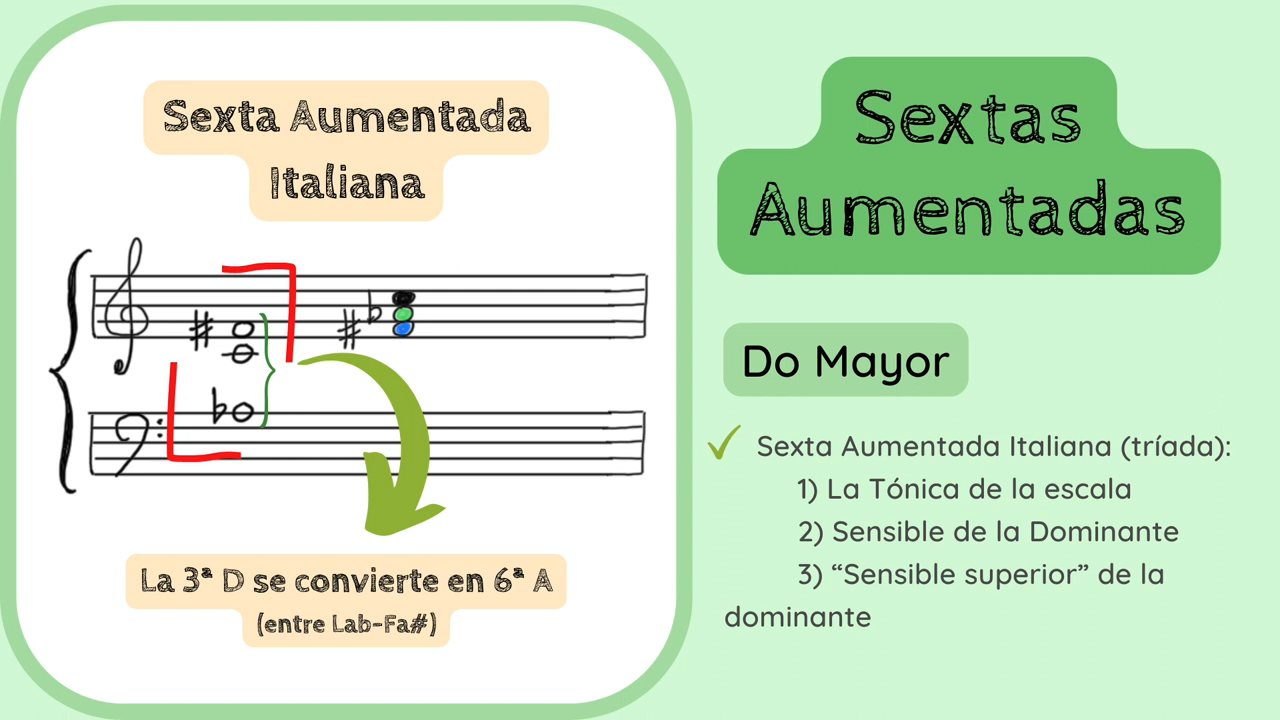 Sexta Aumentada
Italiana
La 3ª D se convierte en 6ª A
(entre Lab-Fa#)
Sextas
Aumentadas
Do Mayor
Sexta Aumentada Italiana (tríada):
1) La Tónica de la escala
2) Sensible de la Dominante
3) “Sensible superior” de la
dominante